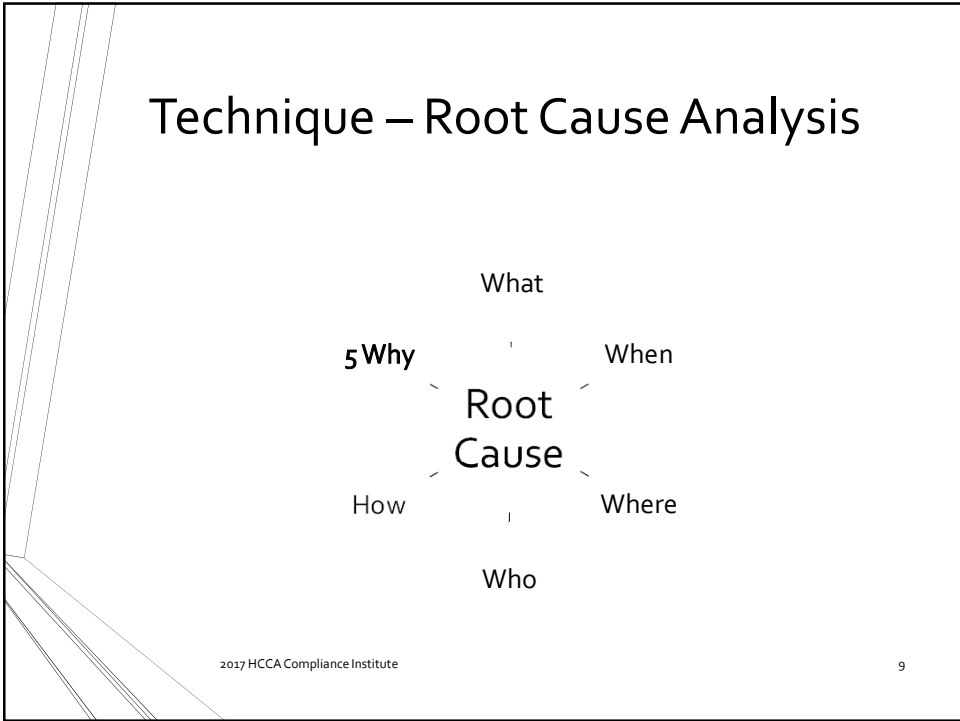 Technique – Root Cause Analysis
What
5 Why
When
Root
Cause
How
Where
Who
2017 HCCA Compliance Institute
9